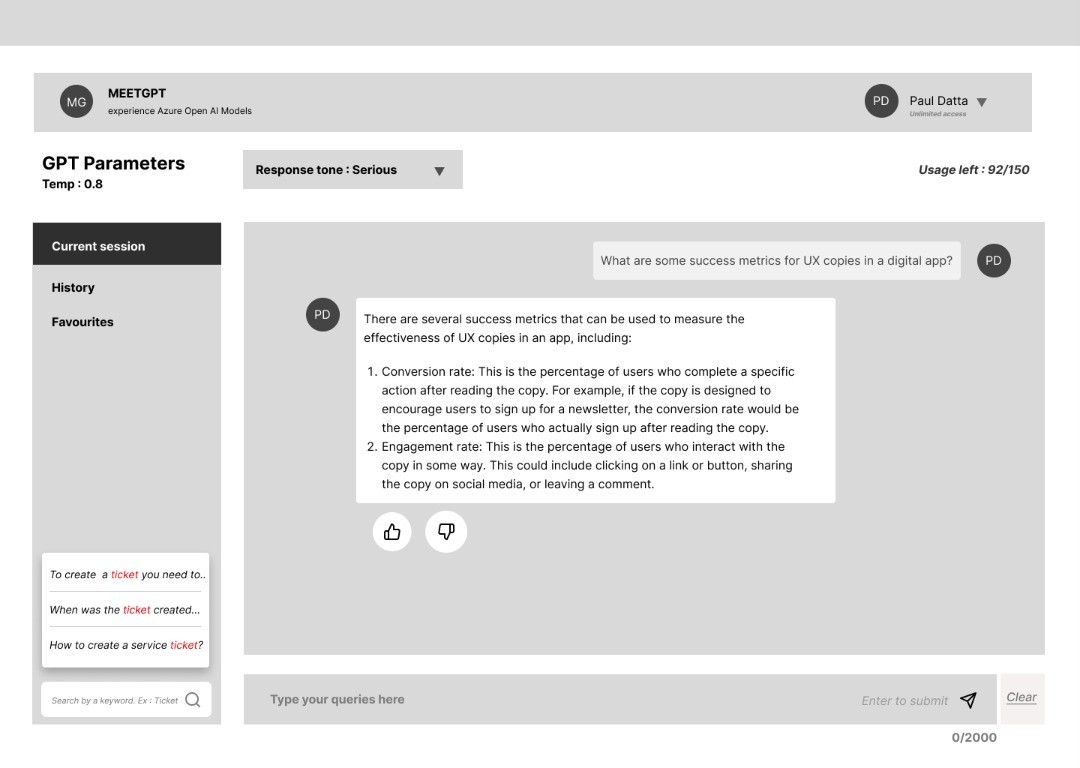 MG
MEETGPT
experience Azure Open AI Models
PD
Paul Datta
Unlimited access
GPT Parameters
Temp : 0.8
Response tone : Serious
Usage left : 92/150
Current session
History
Favourites
What are some success metrics for UX copies in a digital app?
PD
PD
There are several success metrics that can be used to measure the
effectiveness of UX copies in an app, including:
1. Conversion rate: This is the percentage of users who complete a specific
action after reading the copy. For example, if the copy is designed to
encourage users to sign up for a newsletter, the conversion rate would be
the percentage of users who actually sign up after reading the copy.
2. Engagement rate: This is the percentage of users who interact with the
copy in some way. This could include clicking on a link or button, sharing
the copy on social media, or leaving a comment.
To create a ticket you need to..
When was the ticket created...
How to create a service ticket?
Search by a keyword. Ex : Ticket
Type your queries here
Enter to submit
Clear
0/2000